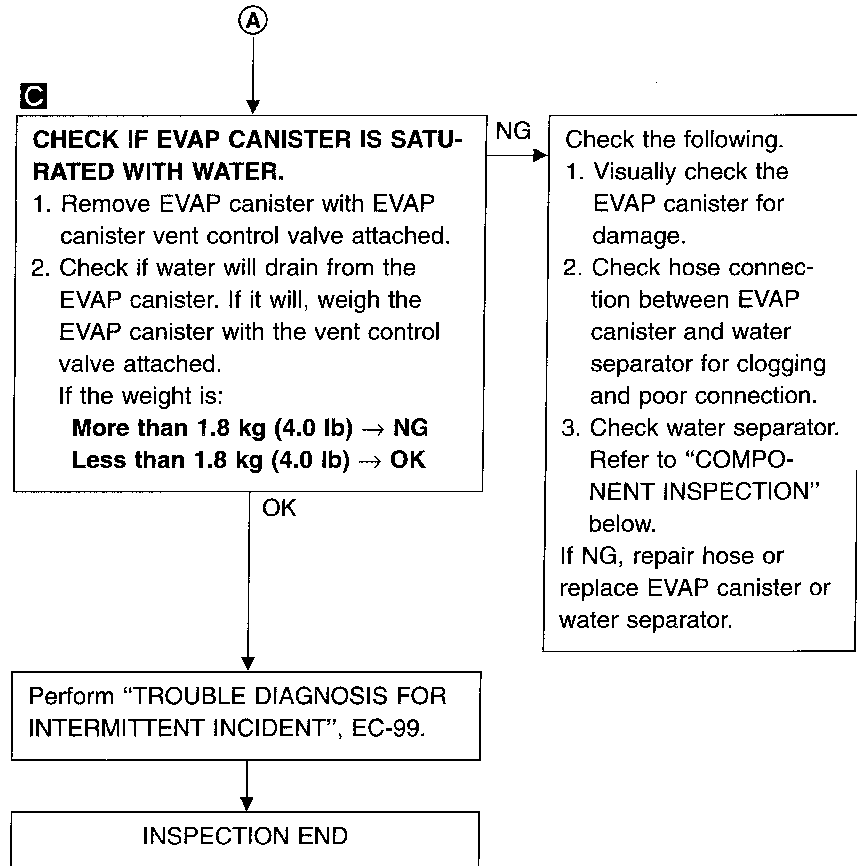 A
C
CHECK IF EVAP CANISTER IS SATU-
RATED WITH WATER.
1. Remove EVAP canister with EVAP
canister vent control valve attached.
2. Check if water will drain from the
EVAP canister. If it will, weigh the
EVAP canister with the vent control
valve attached.
If the weight is:
More than 1.8 kg (4.0 lb) → NG
Less than 1.8 kg (4.0 lb) → OK
NG
Check the following.
1. Visually check the
EVAP canister for
damage.
2. Check hose connec-
tion between EVAP
canister and water
separator for clogging
and poor connection.
3. Check water separator.
Refer to “COMPO-
NENT INSPECTION”
below.
If NG, repair hose or
replace EVAP canister or
water separator.
OK
Perform “TROUBLE DIAGNOSIS FOR
INTERMITTENT INCIDENT”, EC-99.
INSPECTION END